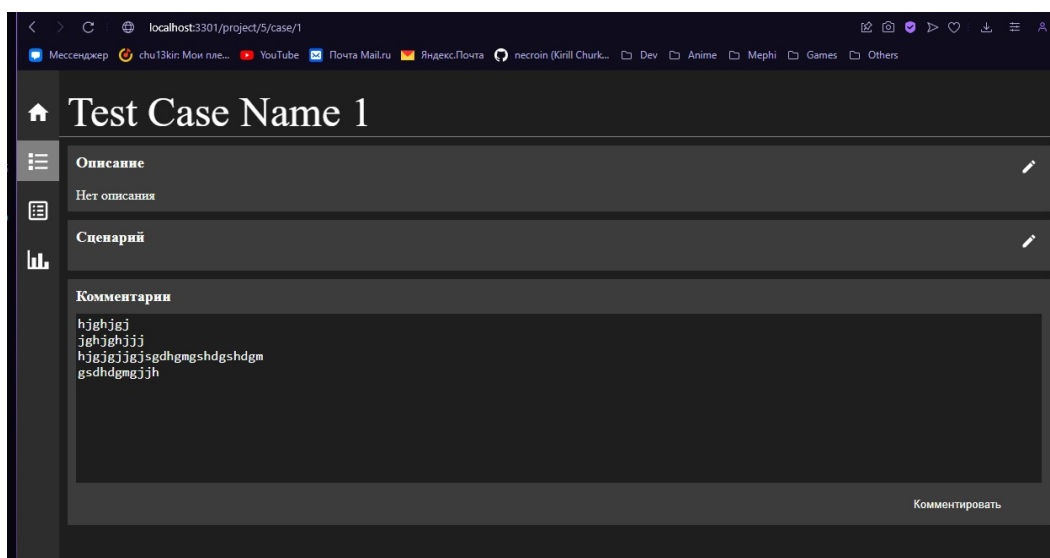 localhost:3301/project/5/case/1
Мессенджер chu13kir: Мои пле... YouTube Почта Mail.ru Яндекс.Почта necroin (Kirill Churk... Dev Anime Mephi Games Others
Test Case Name 1
Описание
Нет описания
Сценарий
Комментарии
hjghjgj
jghjghjjj
hjgjgjjgjsgdhgmgshdgshdgm
gsdhdgmgjjh
Комментировать